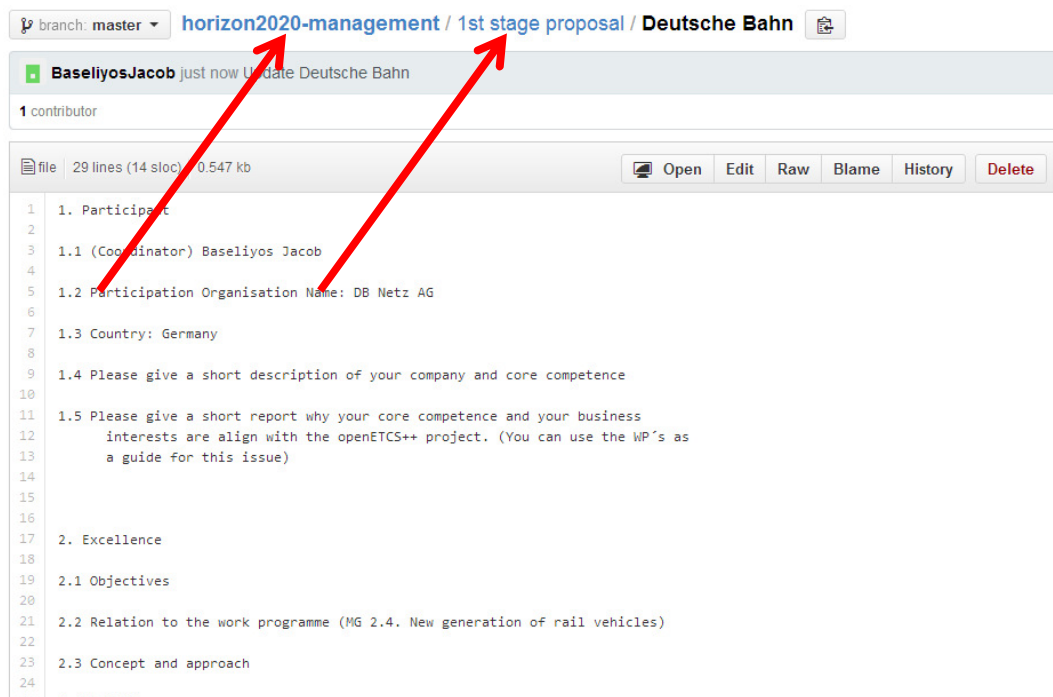 branch: master horizon2020-management / 1st stage proposal / Deutsche Bahn
BaseliyosJacob just now Update Deutsche Bahn
1 contributor
file 29 lines (14 sloc) 0.547 kb Open Edit Raw Blame History Delete
1 1. Participant
2
3 1.1 (Coordinator) Baseliyos Jacob
4
5 1.2 Participation Organisation Name: DB Netz AG
6
7 1.3 Country: Germany
8
9 1.4 Please give a short description of your company and core competence
10
11 1.5 Please give a short report why your core competence and your business
12 interests are align with the openETCS++ project. (You can use the WP´s as
13 a guide for this issue)
14
15
16
17 2. Excellence
18
19 2.1 Objectives
20
21 2.2 Relation to the work programme (MG 2.4. New generation of rail vehicles)
22
23 2.3 Concept and approach
24